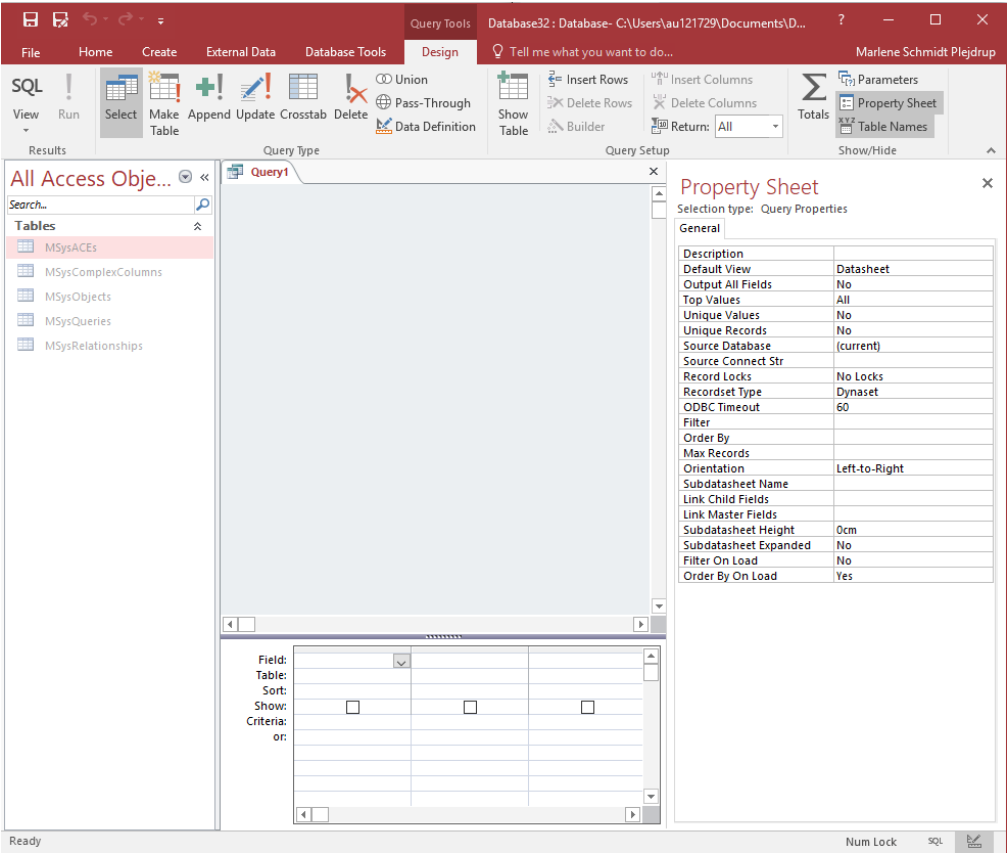 Query Tools Database32 : Database- C:\Users\au121729\Documents\D... ?
File Home Create External Data Database Tools Design Tell me what you want to do... Marlene Schmidt Plejdrup
SQL View
Run
Results
Select
Make Table
Append
Update
Crosstab
Delete
Union
Pass-Through
Data Definition
Query Type
Show Table
Insert Rows
Delete Rows
Builder
Insert Columns
Delete Columns
Return: All
Query Setup
Totals
Parameters
Property Sheet
XYZ Table Names
Show/Hide
All Access Obje... «
Search...
Tables
MSysACEs
MSysComplexColumns
MSysObjects
MSysQueries
MSysRelationships
Query1
Field:
Table:
Sort:
Show:
Criteria:
or:
Property Sheet
Selection type: Query Properties
General
Description
Default View Datasheet
Output All Fields No
Top Values All
Unique Values No
Unique Records No
Source Database (current)
Source Connect Str
Record Locks No Locks
Recordset Type Dynaset
ODBC Timeout 60
Filter
Order By
Max Records
Orientation Left-to-Right
Subdatasheet Name
Link Child Fields
Link Master Fields
Subdatasheet Height 0cm
Subdatasheet Expanded No
Filter On Load No
Order By On Load Yes
Ready Num Lock SQL